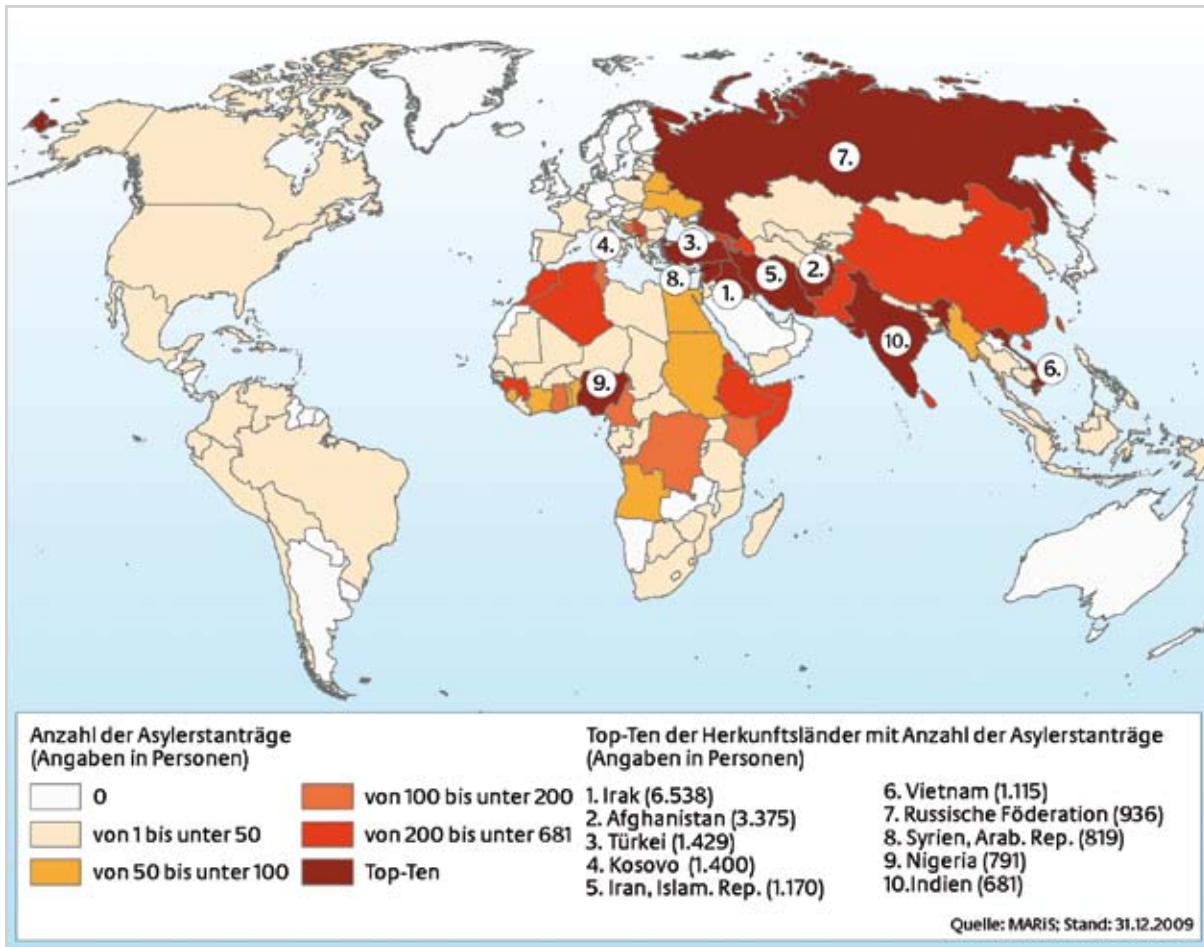 7.
4.
3.
8.
5.
2.
1.
10.
6.
9.
Anzahl der Asylerstanträge
(Angaben in Personen)
0
von 1 bis unter 50
von 50 bis unter 100
von 100 bis unter 200
von 200 bis unter 681
Top-Ten
Top-Ten der Herkunftsländer mit Anzahl der Asylerstanträge
(Angaben in Personen)
1. Irak (6.538)
2. Afghanistan (3.375)
3. Türkei (1.429)
4. Kosovo (1.400)
5. Iran, Islam. Rep. (1.170)
6. Vietnam (1.115)
7. Russische Föderation (936)
8. Syrien, Arab. Rep. (819)
9. Nigeria (791)
10.Indien (681)
Quelle: MARiS; Stand: 31.12.2009